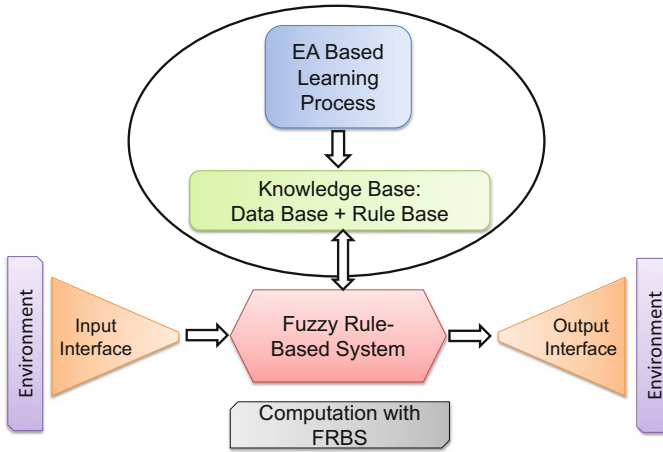 EA Based
Learning
Process
Knowledge Base:
Data Base + Rule Base
Environment
Input
Interface
Fuzzy Rule-
Based System
Output
Interface
Environment
Computation with
FRBS